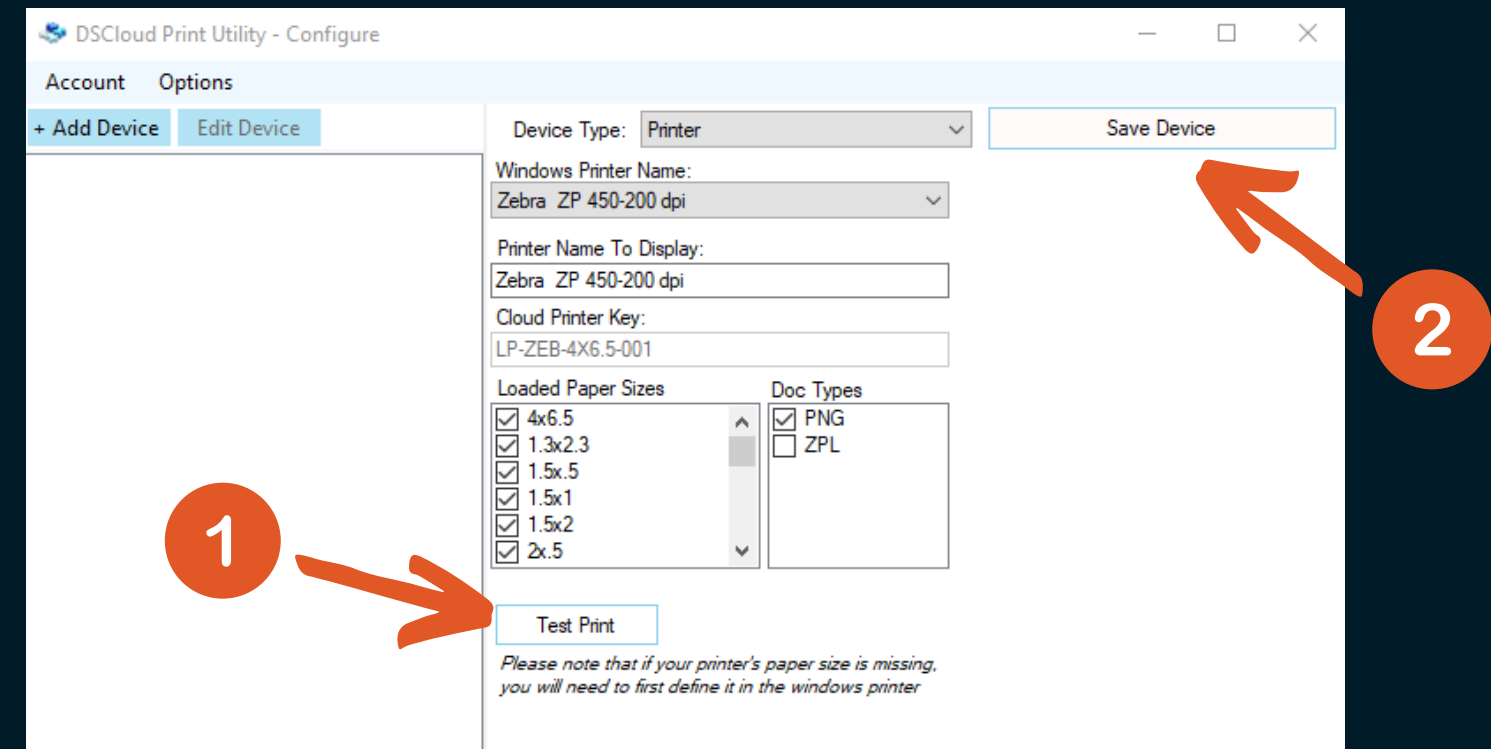 DSCloud Print Utility - Configure
Account Options
+ Add Device Edit Device
Device Type: Printer
Save Device
Windows Printer Name:
Zebra ZP 450-200 dpi
Printer Name To Display:
Zebra ZP 450-200 dpi
Cloud Printer Key:
LP-ZEB-4X6.5-001
Loaded Paper Sizes
4x6.5
1.3x2.3
1.5x.5
1.5x1
1.5x2
2x.5
Doc Types
PNG
ZPL
1
Test Print
Please note that if your printer's paper size is missing,
you will need to first define it in the windows printer
2